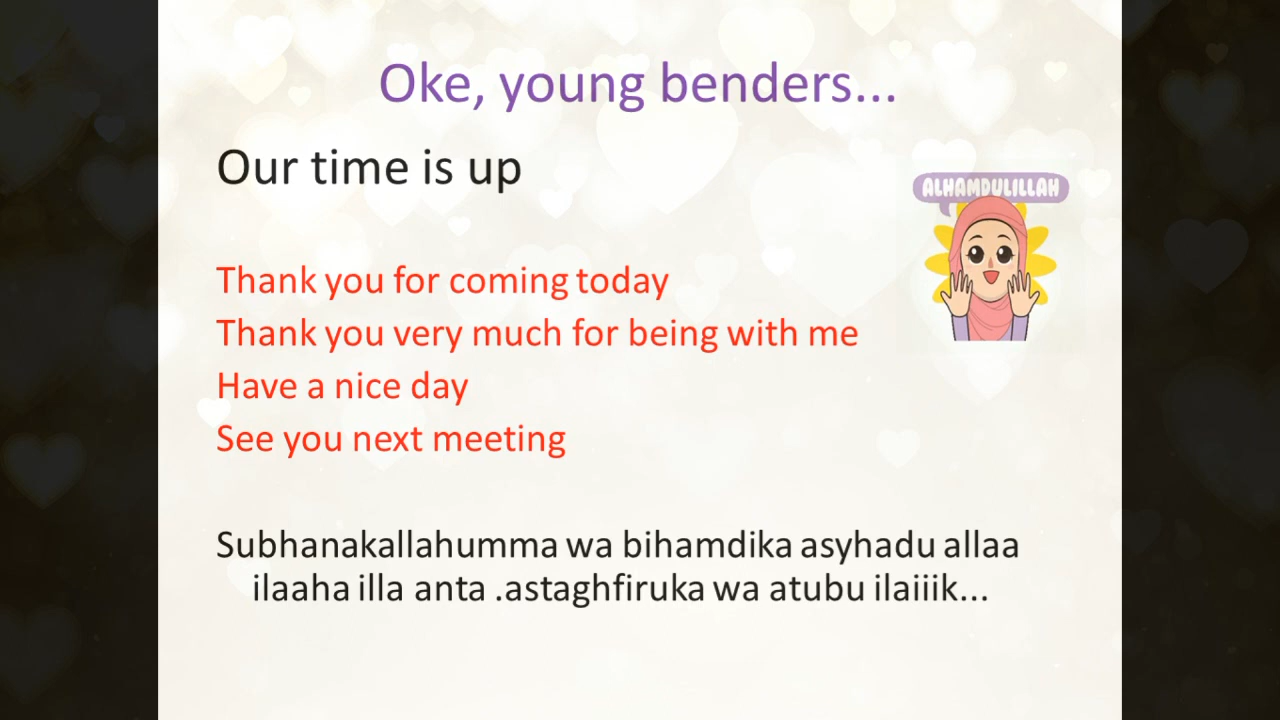 Oke, young benders...
Our time is up
ALHAMDULILLAH
Thank you for coming today
Thank you very much for being with me
Have a nice day
See you next meeting
Subhanakallahumma wa bihamdika asyhadu allaa
ilaaha illa anta .astaghfiruka wa atubu ilaiiik...